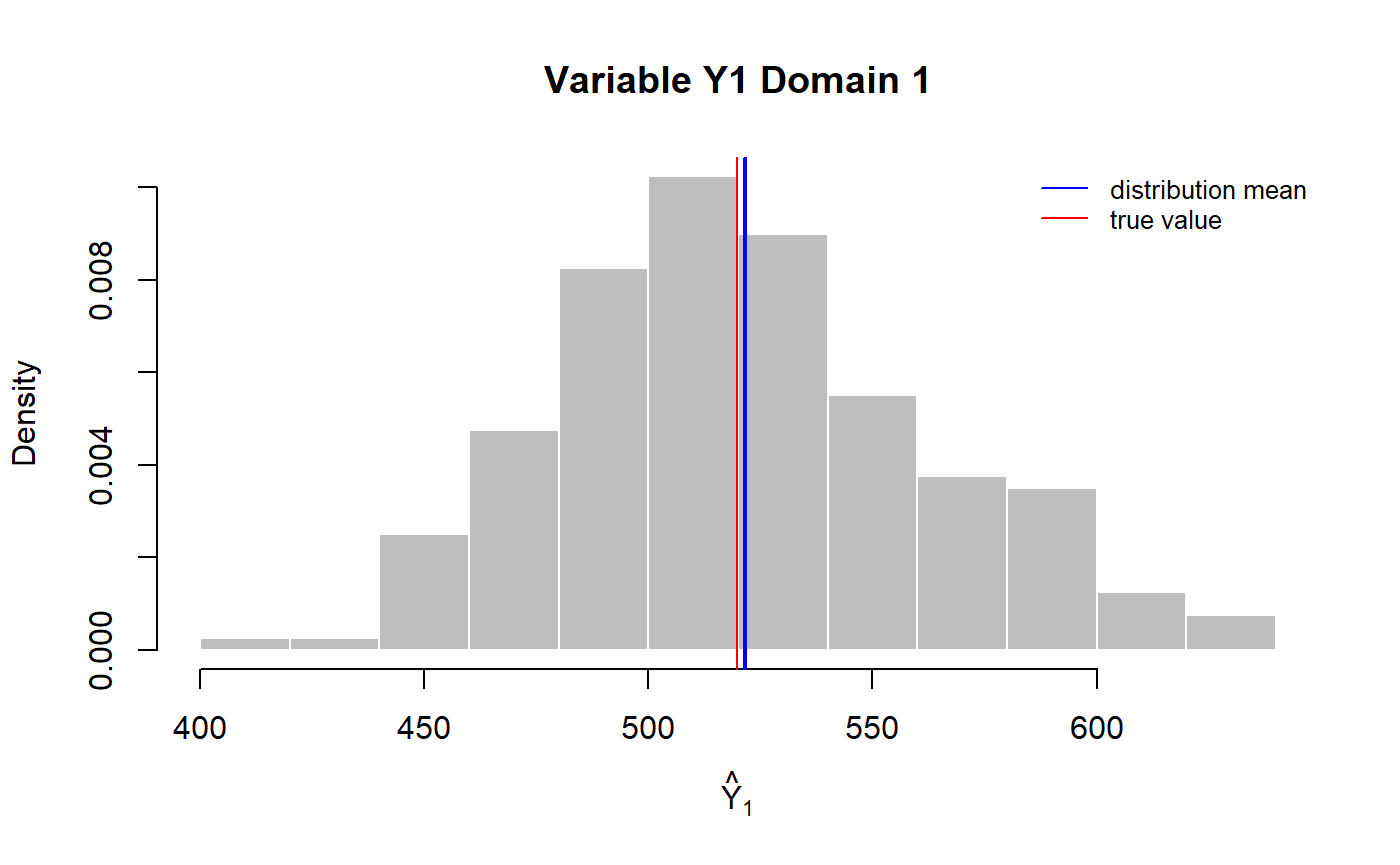 Variable Y1 Domain 1
distribution mean
true value
Density
0.000
0.004
0.008
400 450 500 550 600
Ŷ₁